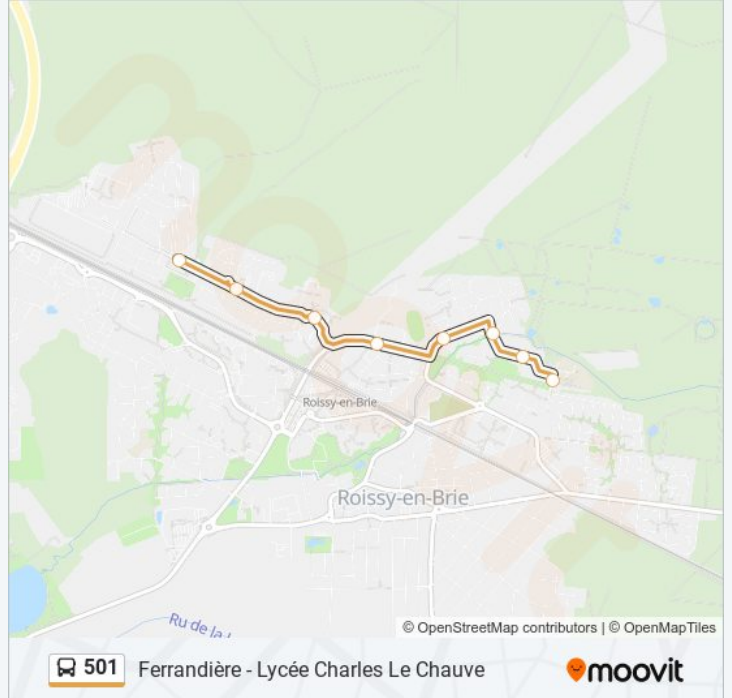 Roissy-en-Brie
Roissy-en-Brie
Ru de la
© OpenStreetMap contributors | © OpenMapTiles
501 Ferrandière - Lycée Charles Le Chauve
moovit